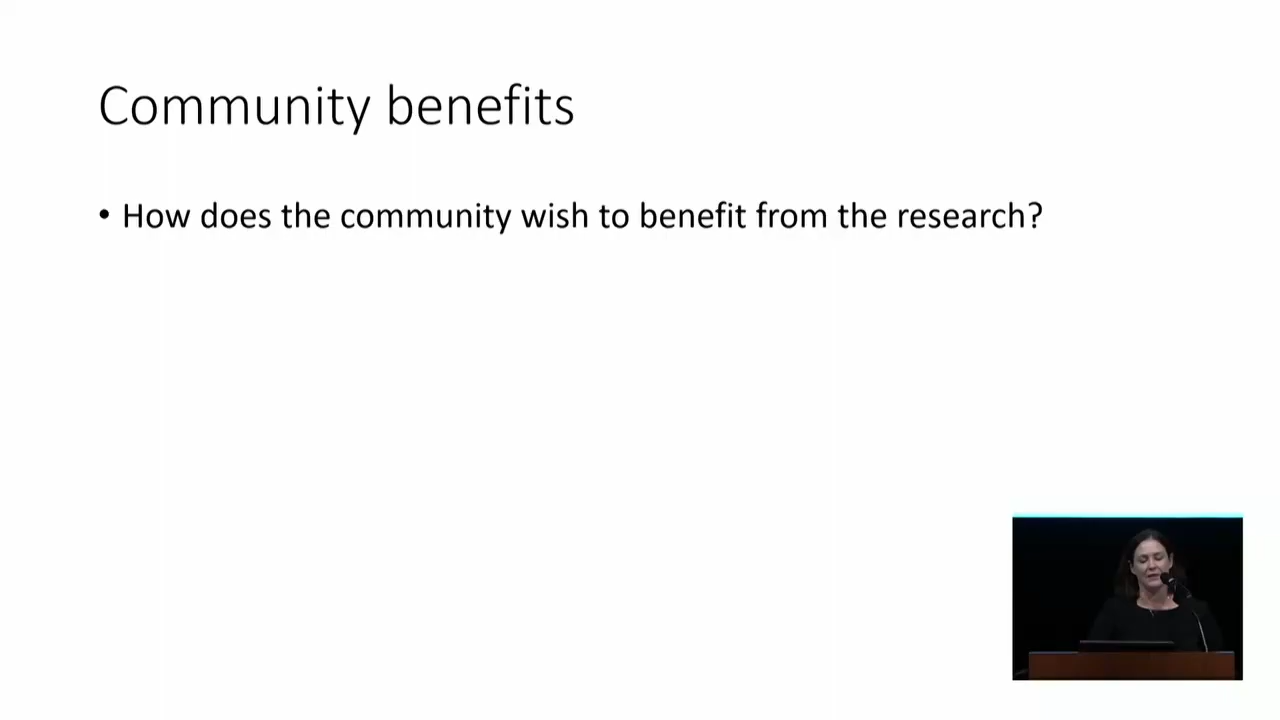 Community benefits
• How does the community wish to benefit from the research?